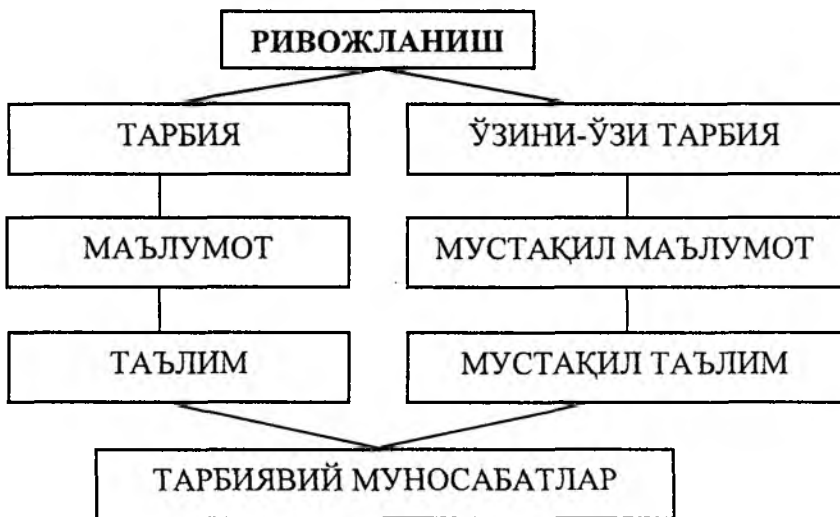 РИВОЖЛАНИШ
ТАРБИЯ
ЎЗИНИ-ЎЗИ ТАРБИЯ
МАЪЛУМОТ
МУСТАҚИЛ МАЪЛУМОТ
ТАЪЛИМ
МУСТАҚИЛ ТАЪЛИМ
ТАРБИЯВИЙ МУНОСАБАТЛАР